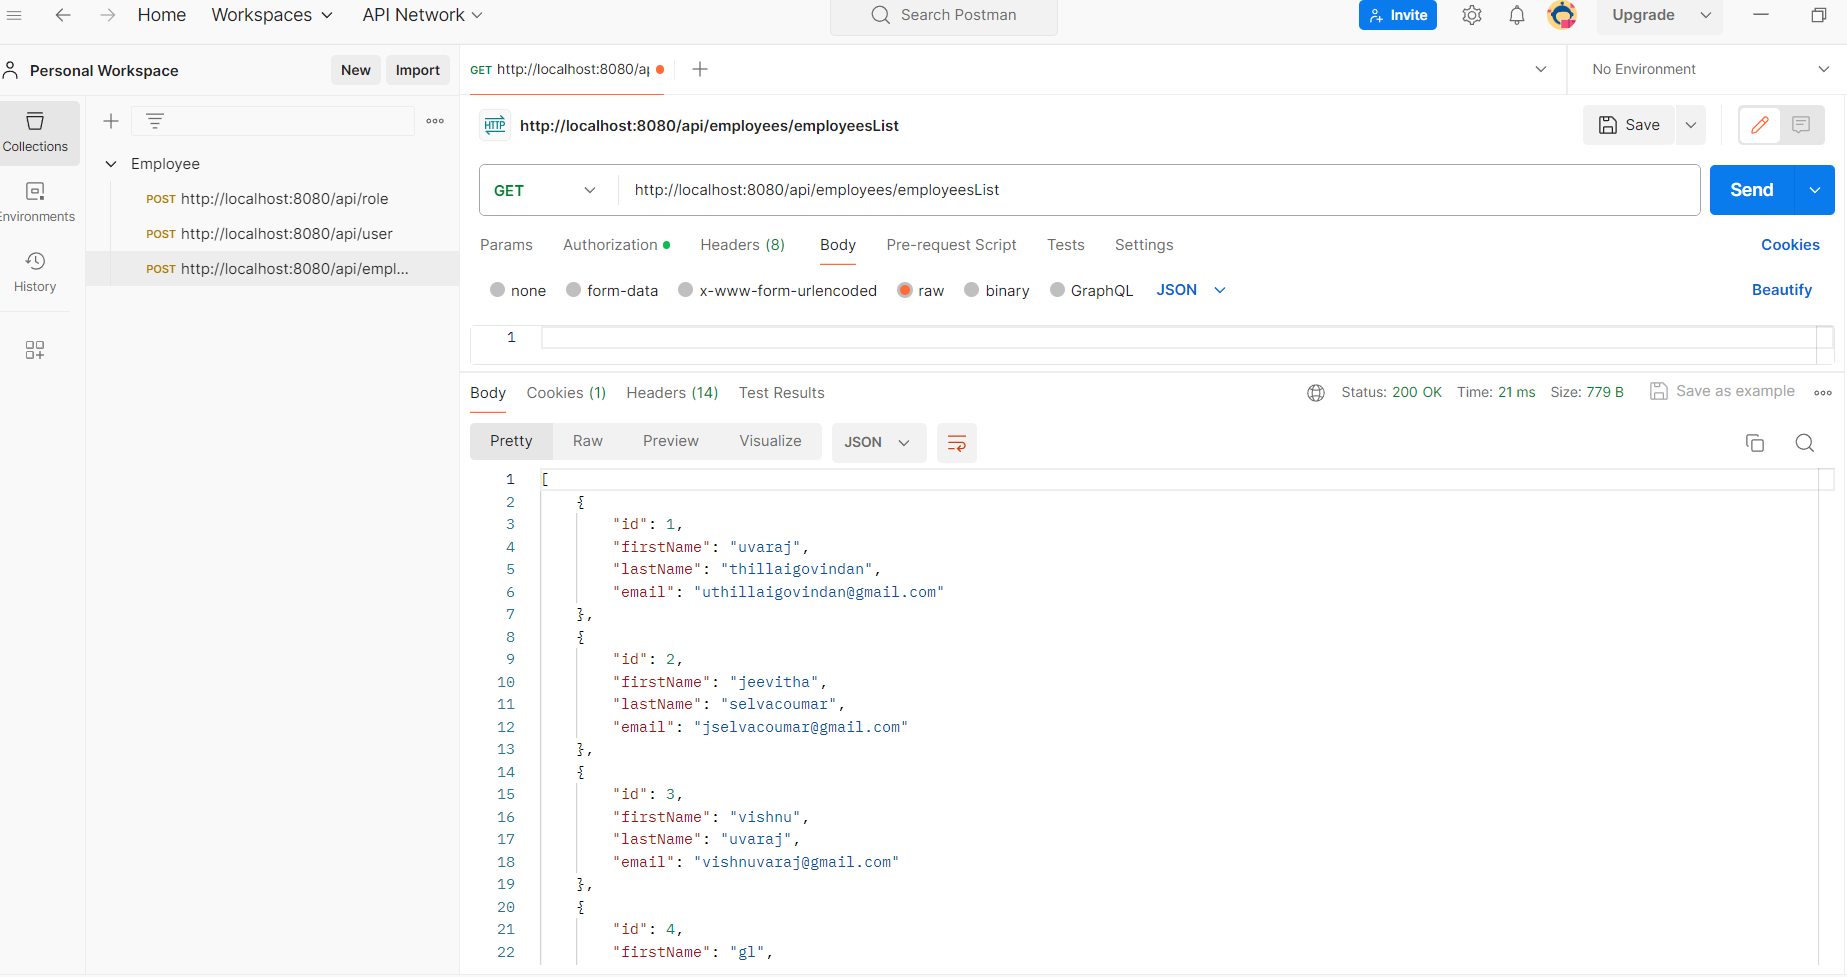 Home Workspaces API Network Search Postman Invite Upgrade
Personal Workspace New Import GET http://localhost:8080/ap No Environment
Collections
http://localhost:8080/api/employees/employeesList Save
Employee
GET http://localhost:8080/api/employees/employeesList Send
POST http://localhost:8080/api/role
Environments
POST http://localhost:8080/api/user
Params Authorization Headers (8) Body Pre-request Script Tests Settings Cookies
POST http://localhost:8080/api/empl...
History
none form-data x-www-form-urlencoded raw binary GraphQL JSON Beautify
1
Body Cookies (1) Headers (14) Test Results Status: 200 OK Time: 21 ms Size: 779 B Save as example
Pretty Raw Preview Visualize JSON
1 [
2 {
3 "id": 1,
4 "firstName": "uvaraj",
5 "lastName": "thillaigovindan",
6 "email": "uthillaigovindan@gmail.com"
7 },
8 {
9 "id": 2,
10 "firstName": "jeevitha",
11 "lastName": "selvacoumar",
12 "email": "jselvacoumar@gmail.com"
13 },
14 {
15 "id": 3,
16 "firstName": "vishnu",
17 "lastName": "uvaraj",
18 "email": "vishnuvaraj@gmail.com"
19 },
20 {
21 "id": 4,
22 "firstName": "gl",